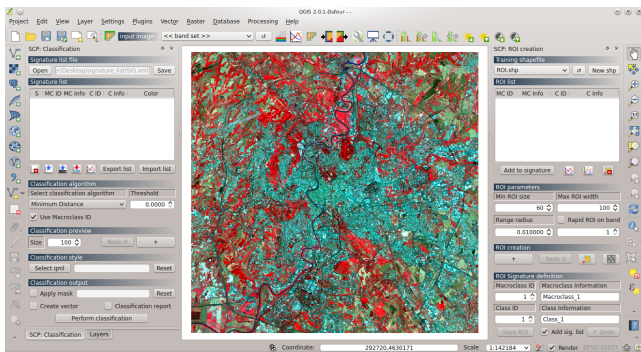 QGIS 2.0.1-Dufour - -
Project Edit View Layer Settings Plugins Vector Raster Database Processing Help
Input image: << band set >>
SCP: Classification
Signature list file
Open /Desktop/signature_list/SIG.xml Save
Signature list
S MC ID MC Info C ID C Info Color
Export list Import list
Classification algorithm
Select classification algorithm Threshold
Minimum Distance 0.0000
Use Macroclass ID
Classification preview
Size 100 Redo +
Classification style
Select qml Reset
Classification output
Apply mask Reset
Create vector Classification report
Perform classification
SCP: Classification Layers
SCP: ROI creation
Training shapefile
ROI.shp New shp
ROI list
MC ID MC Info C ID C Info
Add to signature
ROI parameters
Min ROI size Max ROI width
60 100
Range radius Rapid ROI on band
0.010000 1
ROI creation
+ Redo
ROI Signature definition
Macroclass ID Macroclass Information
1 Macroclass_1
Class ID Class Information
1 Class_1
Save ROI Add sig. list Undo
Coordinate: 292720,4630171 Scale 1:142184 Render EPSG:32633